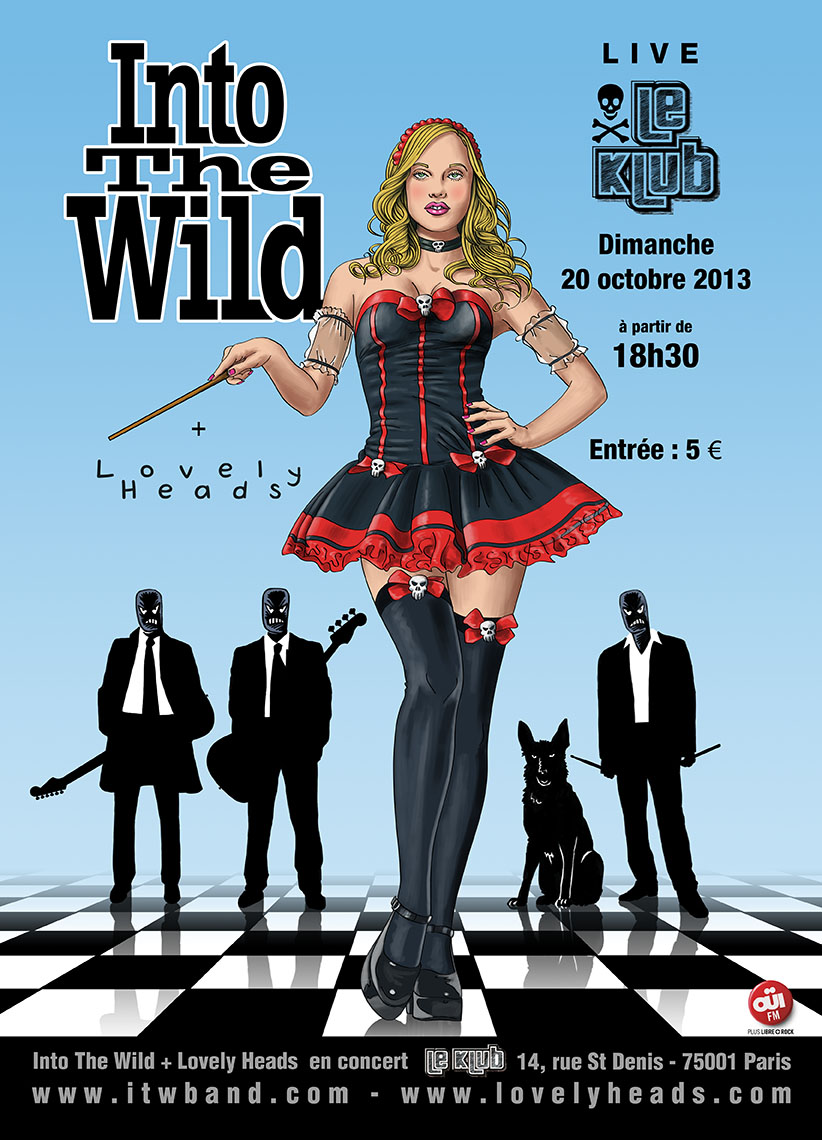 Into
The
Wild
+
Lovely
Heads
LIVE
Le
KLUB
Dimanche
20 octobre 2013
à partir de
18h30
Entrée : 5 €
OÜI
FM
PLUS LIBRE Ô ROCK
Into The Wild + Lovely Heads en concert Le KLUB 14, rue St Denis - 75001 Paris
www.itwband.com - www.lovelyheads.com